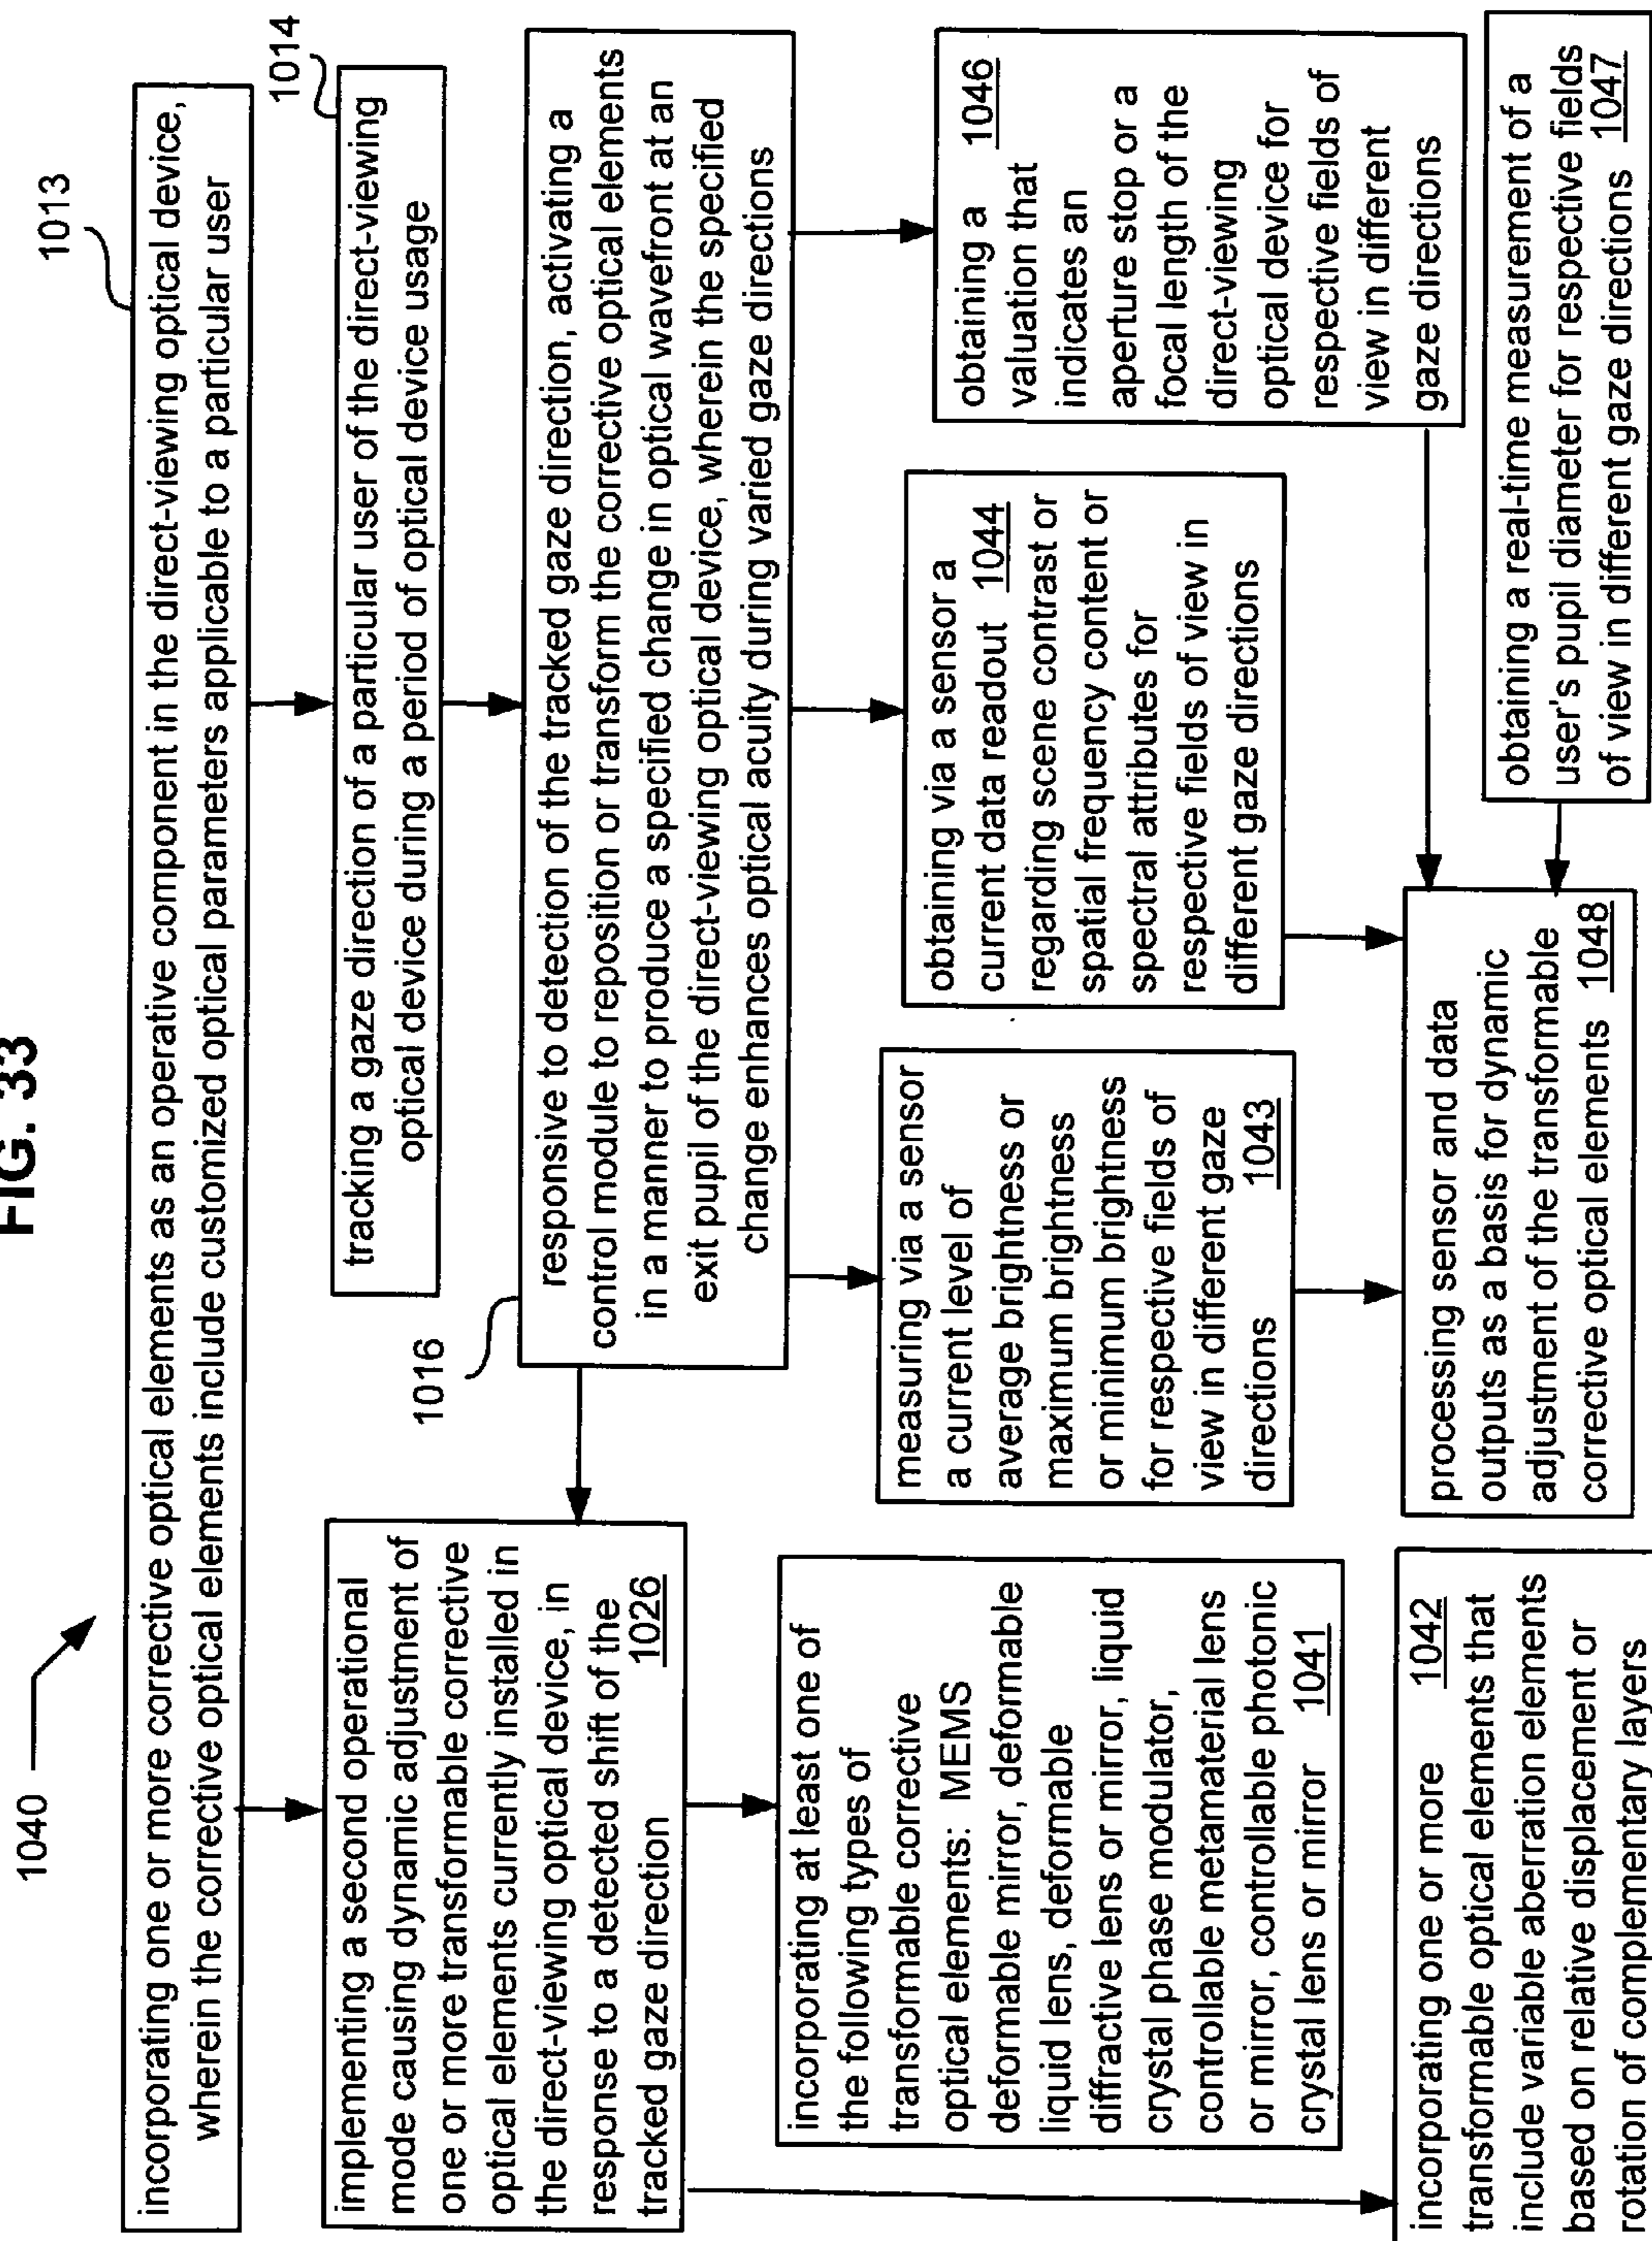 FIG. 33
1040
1013
incorporating one or more corrective optical elements as an operative component in the direct-viewing optical device,
wherein the corrective optical elements include customized optical parameters applicable to a particular user
1014
tracking a gaze direction of a particular user of the direct-viewing
optical device during a period of optical device usage
1016
responsive to detection of the tracked gaze direction, activating a
control module to reposition or transform the corrective optical elements
in a manner to produce a specified change in optical wavefront at an
exit pupil of the direct-viewing optical device, wherein the specified
change enhances optical acuity during varied gaze directions
implementing a second operational
mode causing dynamic adjustment of
one or more transformable corrective
optical elements currently installed in
the direct-viewing optical device, in
response to a detected shift of the
tracked gaze direction 1026
incorporating at least one of
the following types of
transformable corrective
optical elements: MEMS
deformable mirror, deformable
liquid lens, deformable
diffractive lens or mirror, liquid
crystal phase modulator,
controllable metamaterial lens
or mirror, controllable photonic
crystal lens or mirror 1041
incorporating one or more 1042
transformable optical elements that
include variable aberration elements
based on relative displacement or
rotation of complementary layers
measuring via a sensor
a current level of
average brightness or
maximum brightness
or minimum brightness
for respective fields of
view in different gaze
directions 1043
obtaining via a sensor a
current data readout 1044
regarding scene contrast or
spatial frequency content or
spectral attributes for
respective fields of view in
different gaze directions
obtaining a 1046
valuation that
indicates an
aperture stop or a
focal length of the
direct-viewing
optical device for
respective fields of
view in different
gaze directions
obtaining a real-time measurement of a
user's pupil diameter for respective fields
of view in different gaze directions 1047
processing sensor and data
outputs as a basis for dynamic
adjustment of the transformable
corrective optical elements 1048